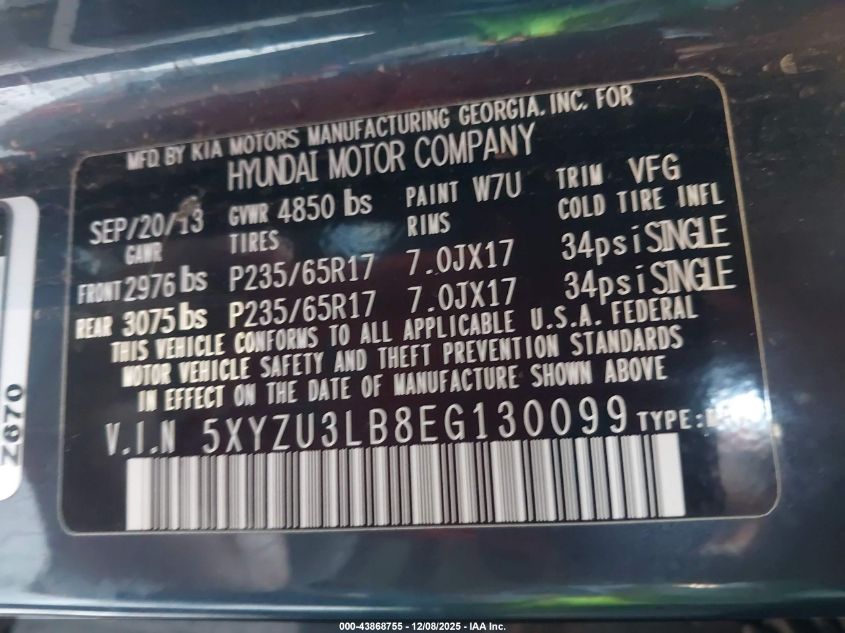 MFD. BY KIA MOTORS MANUFACTURING GEORGIA, INC. FOR
HYUNDAI MOTOR COMPANY
SEP/20/13 GVWR 4850 lbs PAINT W7U TRIM VFG
GAWR TIRES RIMS COLD TIRE INFL
FRONT 2976 lbs P235/65R17 7.0JX17 34psi SINGLE
REAR 3075 lbs P235/65R17 7.0JX17 34psi SINGLE
THIS VEHICLE CONFORMS TO ALL APPLICABLE U.S.A. FEDERAL
MOTOR VEHICLE SAFETY AND THEFT PREVENTION STANDARDS
IN EFFECT ON THE DATE OF MANUFACTURE SHOWN ABOVE
V.I.N 5XYZU3LB8EG130099 TYPE:
Z670
000-43868755 - 12/08/2025 - IAA Inc.